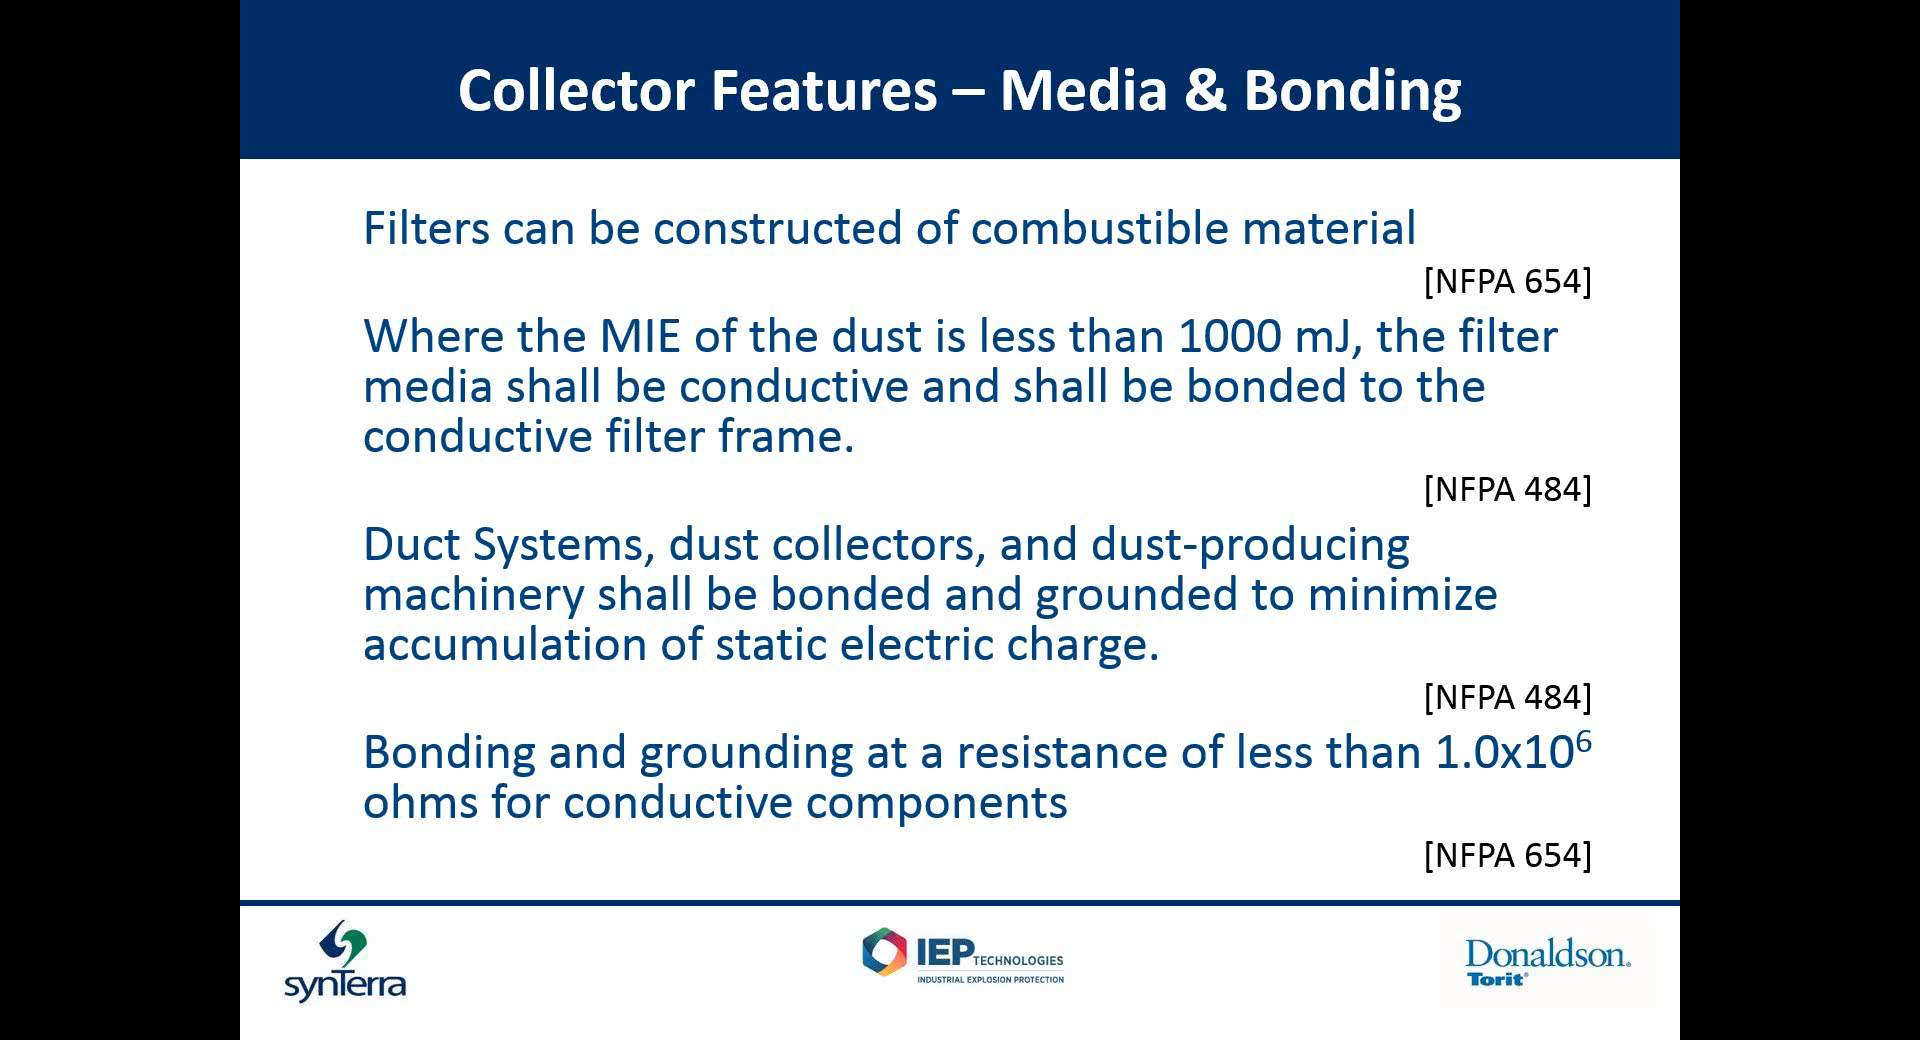 Collector Features – Media & Bonding
Filters can be constructed of combustible material
[NFPA 654]
Where the MIE of the dust is less than 1000 mJ, the filter
media shall be conductive and shall be bonded to the
conductive filter frame.
[NFPA 484]
Duct Systems, dust collectors, and dust-producing
machinery shall be bonded and grounded to minimize
accumulation of static electric charge.
[NFPA 484]
Bonding and grounding at a resistance of less than 1.0x10⁶
ohms for conductive components
[NFPA 654]
synTerra
IEP TECHNOLOGIES
INDUSTRIAL EXPLOSION PROTECTION
Donaldson.
Torit®